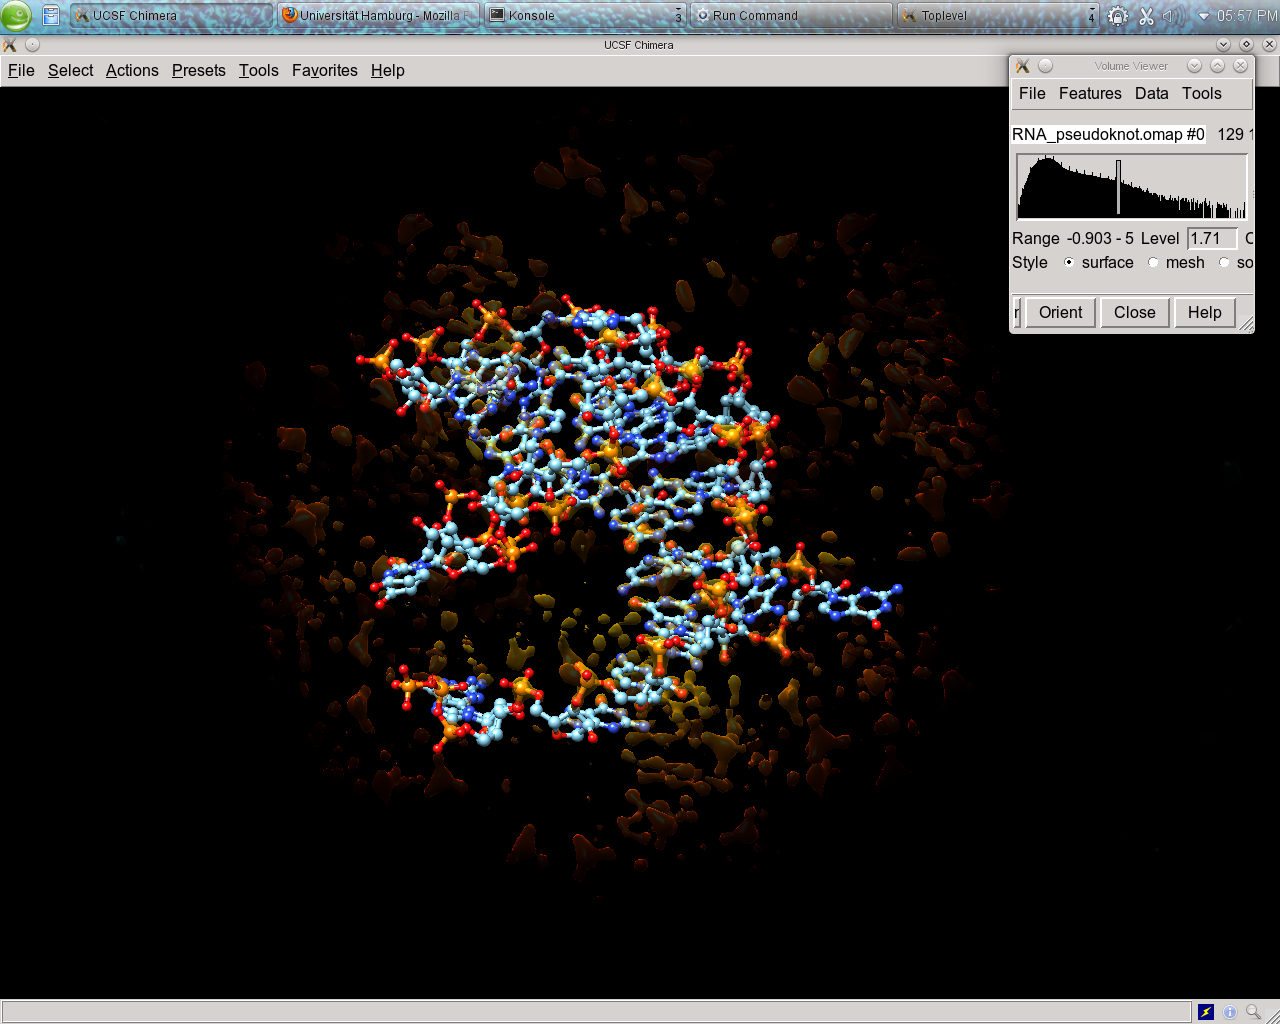 UCSF Chimera
Universität Hamburg - Mozilla F
Konsole
3
Run Command
Toplevel
4
05:57 PM
UCSF Chimera
File Select Actions Presets Tools Favorites Help
Volume Viewer
File Features Data Tools
RNA_pseudoknot.omap #0 129 1
Range -0.903 - 5 Level 1.71 C
Style surface mesh so
r Orient Close Help